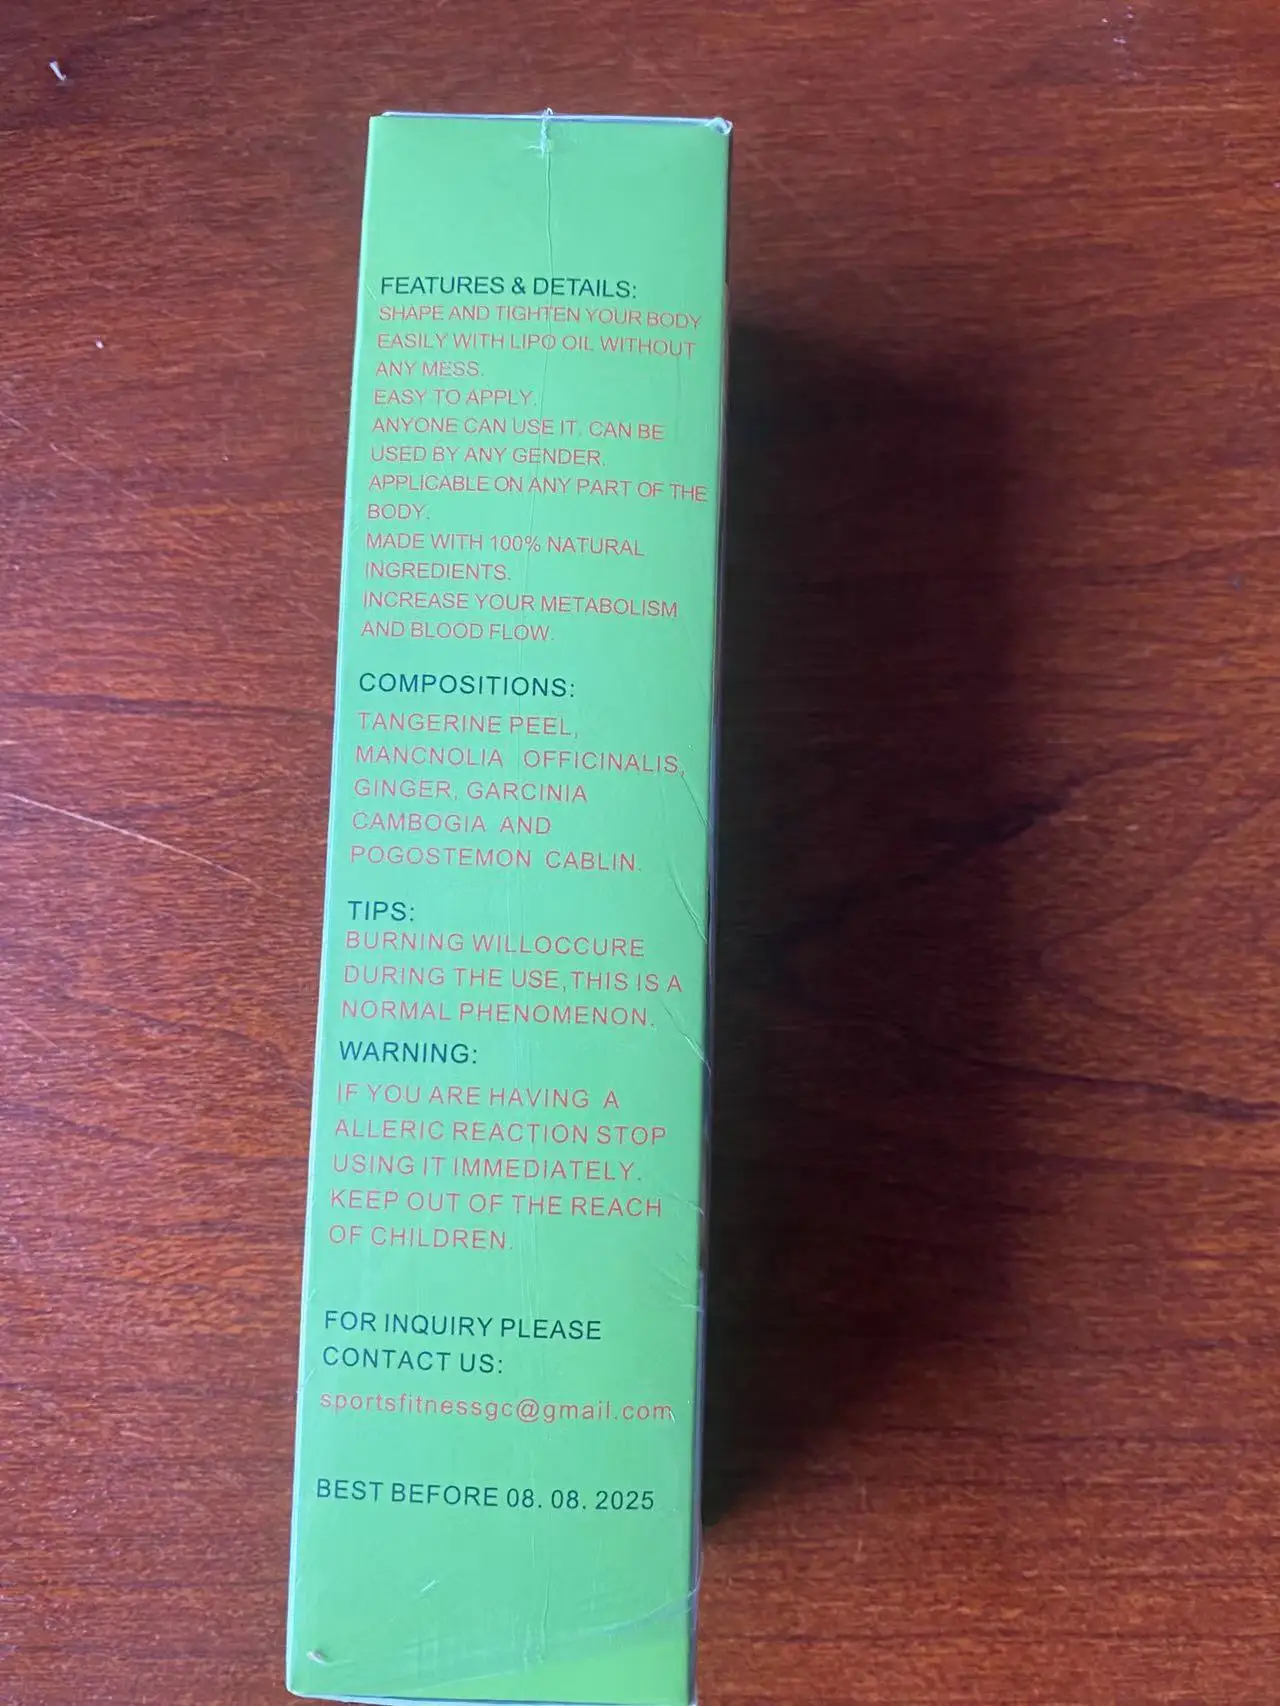 FEATURES & DETAILS:
SHAPE AND TIGHTEN YOUR BODY
EASILY WITH LIPO OIL WITHOUT
ANY MESS.
EASY TO APPLY.
ANYONE CAN USE IT. CAN BE
USED BY ANY GENDER.
APPLICABLE ON ANY PART OF THE
BODY.
MADE WITH 100% NATURAL
INGREDIENTS.
INCREASE YOUR METABOLISM
AND BLOOD FLOW.
COMPOSITIONS:
TANGERINE PEEL,
MANCNOLIA OFFICINALIS,
GINGER, GARCINIA
CAMBOGIA AND
POGOSTEMON CABLIN.
TIPS:
BURNING WILLOCCURE
DURING THE USE,THIS IS A
NORMAL PHENOMENON.
WARNING:
IF YOU ARE HAVING A
ALLERIC REACTION STOP
USING IT IMMEDIATELY.
KEEP OUT OF THE REACH
OF CHILDREN.
FOR INQUIRY PLEASE
CONTACT US:
sportsfitnessgc@gmail.com
BEST BEFORE 08. 08. 2025